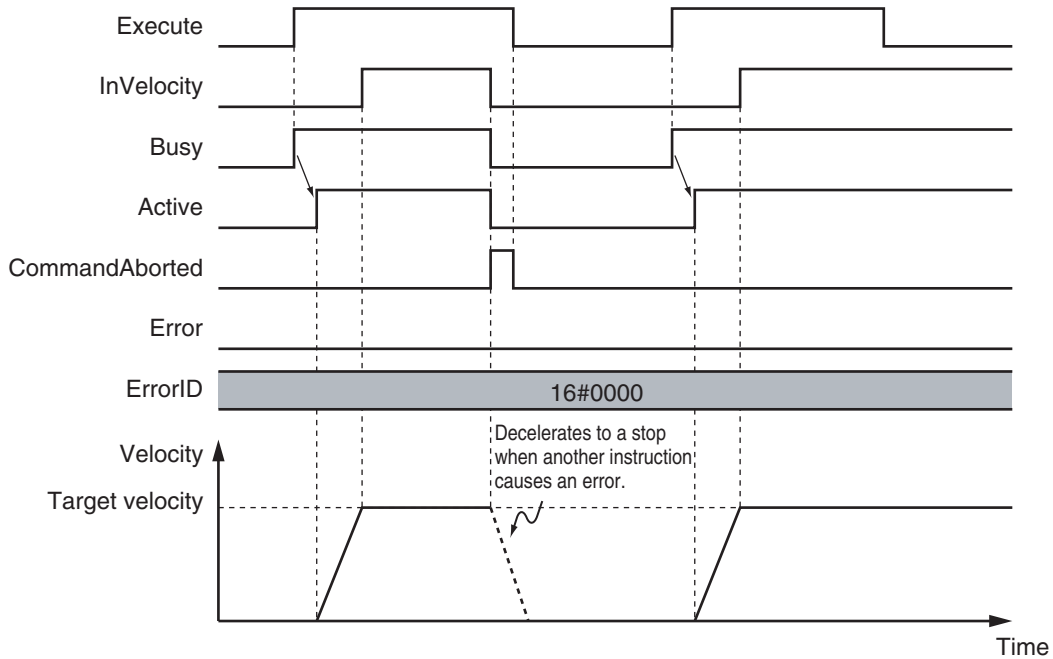 Execute
InVelocity
Busy
Active
CommandAborted
Error
ErrorID
16#0000
Decelerates to a stop
when another instruction
causes an error.
Velocity
Target velocity
Time